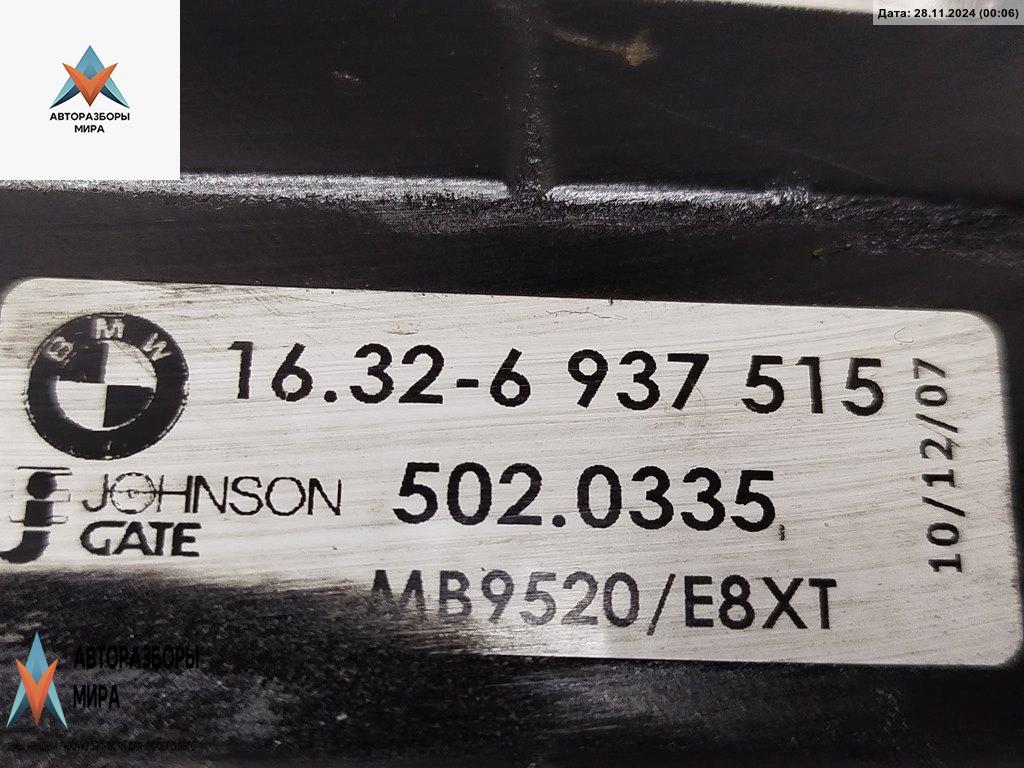 Дата: 28.11.2024 (00:06)
АВТОРАЗБОРЫ
МИРА
BMW
16.32-6 937 515
10/12/07
JOHNSON
GATE
502.0335
MB9520/E8XT
АВТОРАЗБОРЫ
МИРА